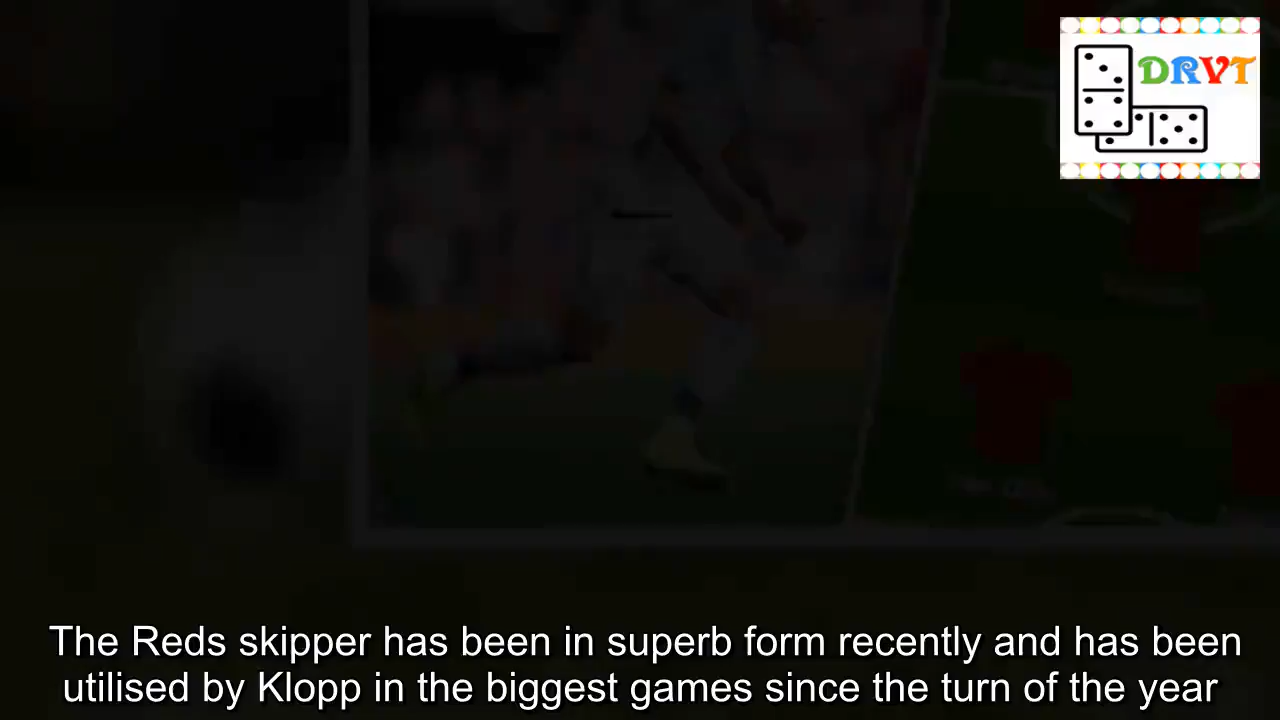 DRVT
The Reds skipper has been in superb form recently and has been
utilised by Klopp in the biggest games since the turn of the year